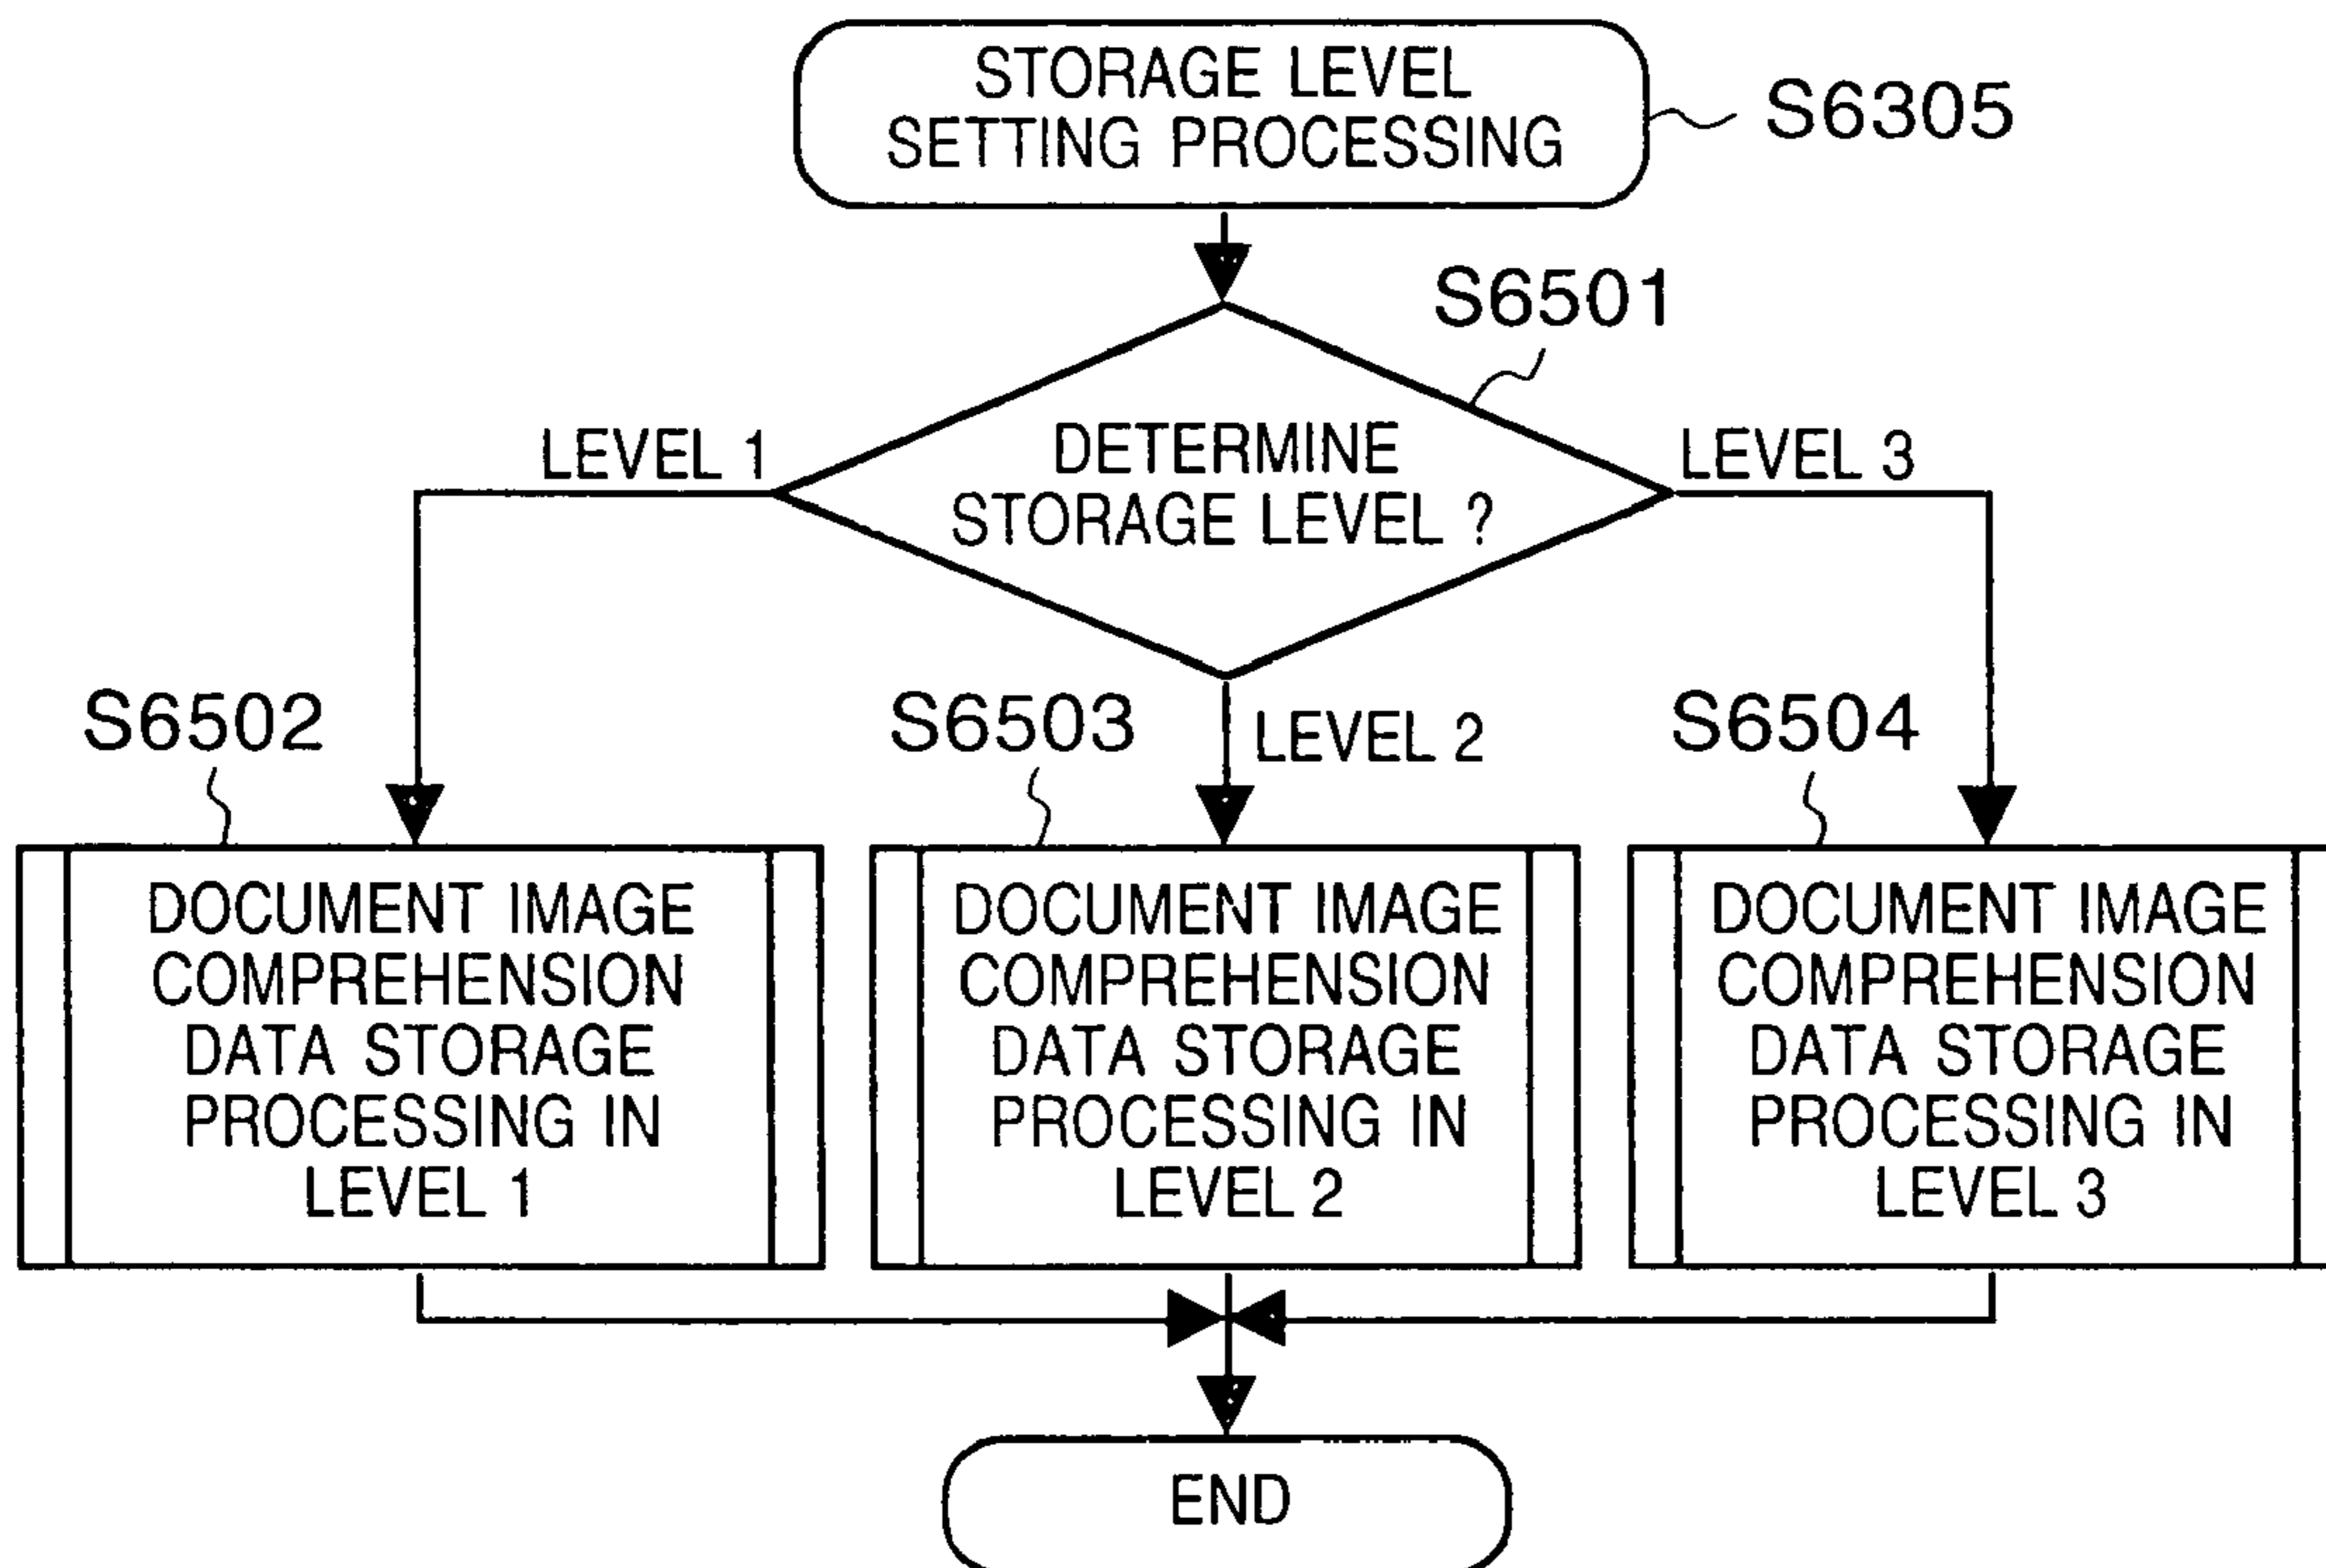 STORAGE LEVEL
SETTING PROCESSING
S6305
S6501
DETERMINE
STORAGE LEVEL ?
LEVEL 1
LEVEL 3
LEVEL 2
S6502
DOCUMENT IMAGE
COMPREHENSION
DATA STORAGE
PROCESSING IN
LEVEL 1
S6503
DOCUMENT IMAGE
COMPREHENSION
DATA STORAGE
PROCESSING IN
LEVEL 2
S6504
DOCUMENT IMAGE
COMPREHENSION
DATA STORAGE
PROCESSING IN
LEVEL 3
END